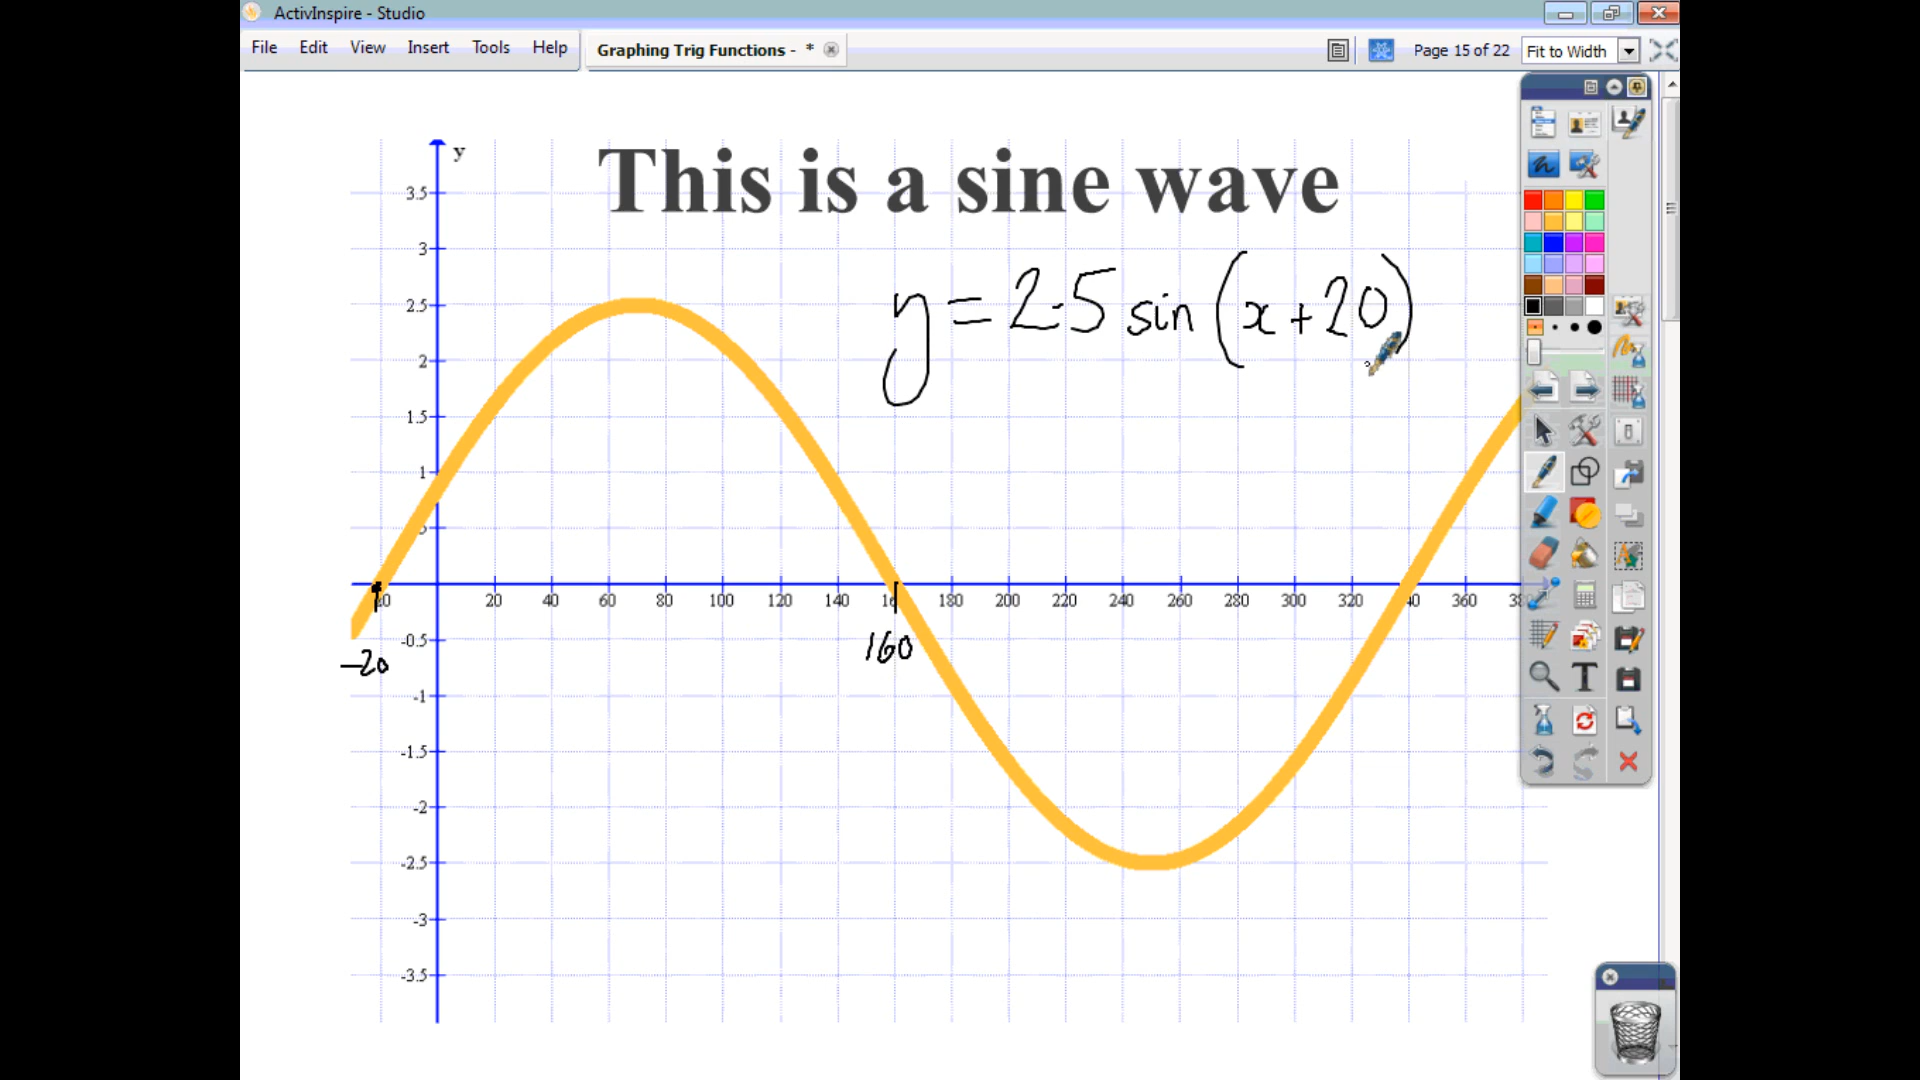 ActivInspire - Studio
File Edit View Insert Tools Help
Graphing Trig Functions - *
Page 15 of 22
Fit to Width
This is a sine wave
y
y = 2.5 sin (x + 20)
3.5
3
2.5
2
1.5
1
20 40 60 80 100 120 140 180 200 220 240 260 280 300 320 360
-0.5
-20
160
-1
-1.5
-2
-2.5
-3
-3.5
T